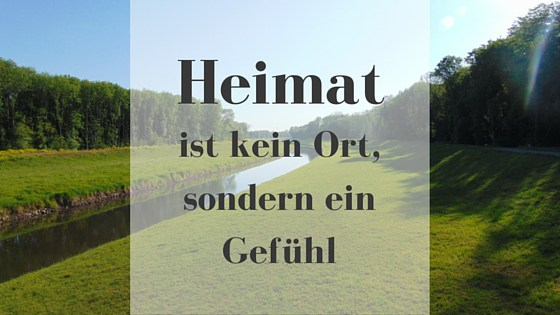 Heimat
ist kein Ort,
sondern ein
Gefühl